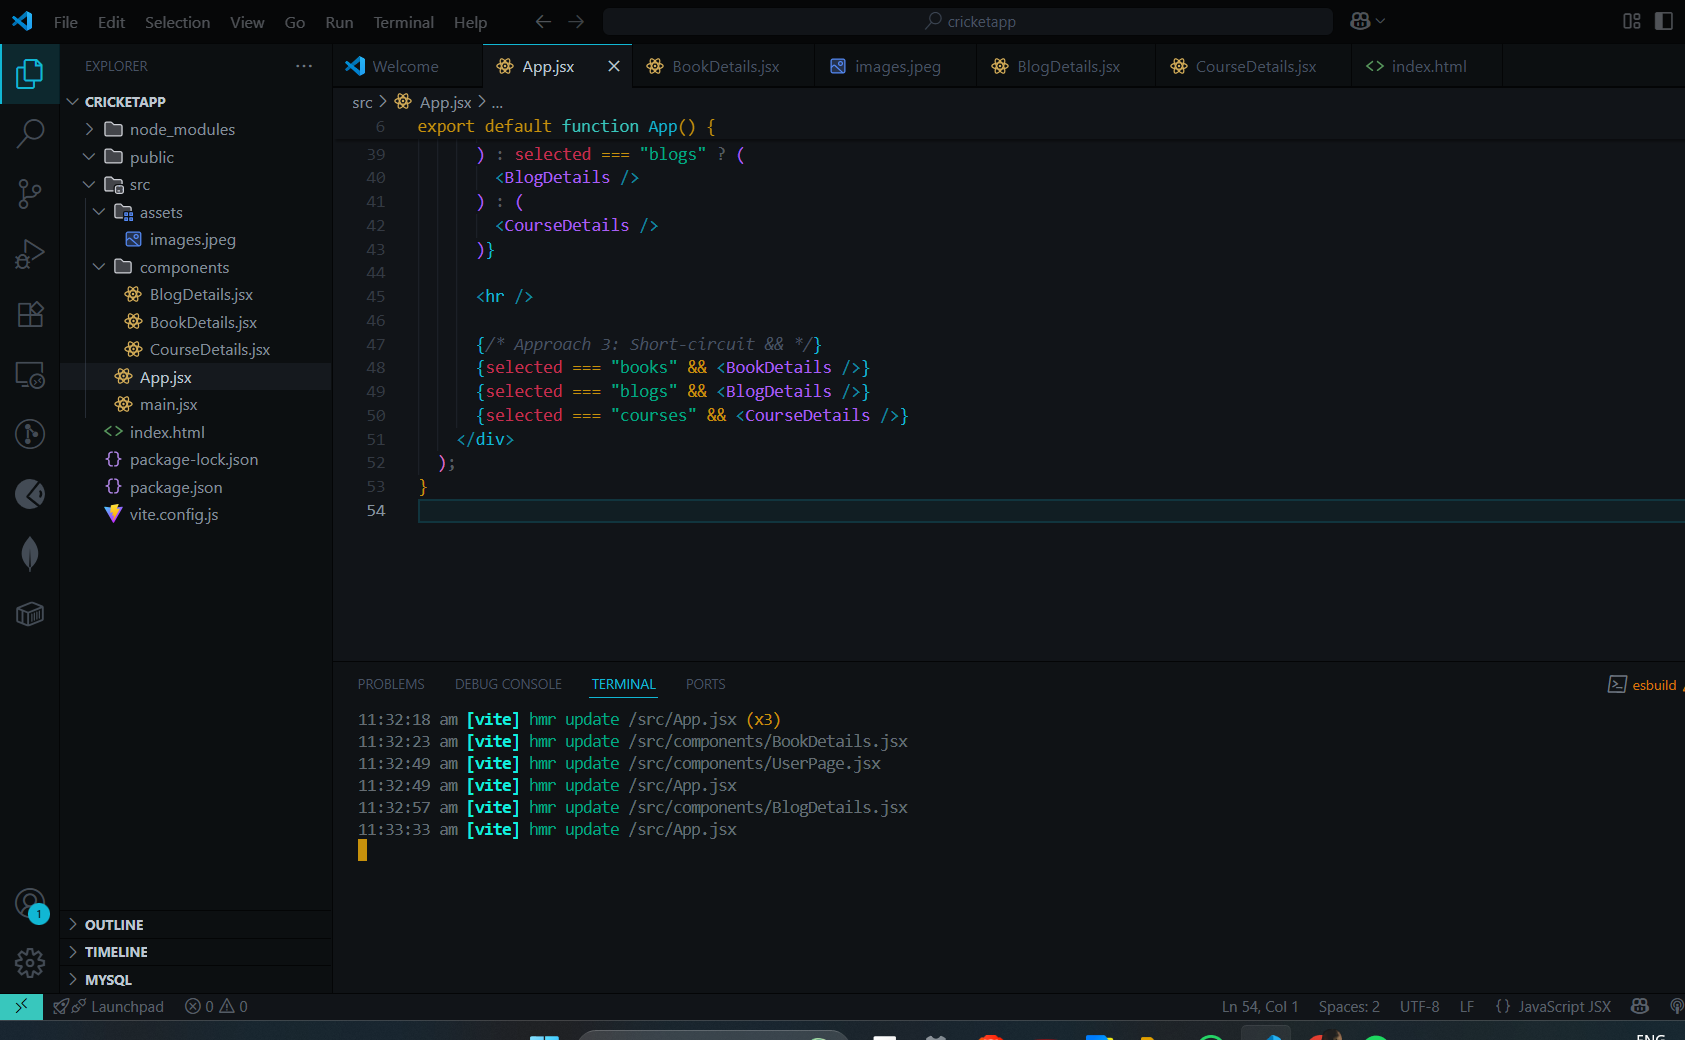 File Edit Selection View Go Run Terminal Help
cricketapp
EXPLORER
CRICKETAPP
node_modules
public
src
assets
images.jpeg
components
BlogDetails.jsx
BookDetails.jsx
CourseDetails.jsx
App.jsx
main.jsx
index.html
package-lock.json
package.json
vite.config.js
OUTLINE
TIMELINE
MYSQL
Welcome App.jsx BookDetails.jsx images.jpeg BlogDetails.jsx CourseDetails.jsx index.html
src > App.jsx > ...
6 export default function App() {
39 ) : selected === "blogs" ? (
40 <BlogDetails />
41 ) : (
42 <CourseDetails />
43 )}
44
45 <hr />
46
47 {/* Approach 3: Short-circuit && */}
48 {selected === "books" && <BookDetails />}
49 {selected === "blogs" && <BlogDetails />}
50 {selected === "courses" && <CourseDetails />}
51 </div>
52 );
53 }
54
PROBLEMS DEBUG CONSOLE TERMINAL PORTS
esbuild
11:32:18 am [vite] hmr update /src/App.jsx (x3)
11:32:23 am [vite] hmr update /src/components/BookDetails.jsx
11:32:49 am [vite] hmr update /src/components/UserPage.jsx
11:32:49 am [vite] hmr update /src/App.jsx
11:32:57 am [vite] hmr update /src/components/BlogDetails.jsx
11:33:33 am [vite] hmr update /src/App.jsx
1
Launchpad 0 0
Ln 54, Col 1 Spaces: 2 UTF-8 LF {} JavaScript JSX
ENG